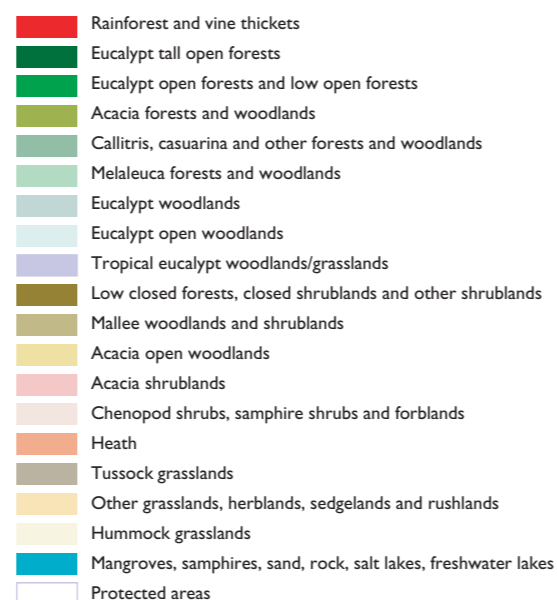 Rainforest and vine thickets
Eucalypt tall open forests
Eucalypt open forests and low open forests
Acacia forests and woodlands
Callitris, casuarina and other forests and woodlands
Melaleuca forests and woodlands
Eucalypt woodlands
Eucalypt open woodlands
Tropical eucalypt woodlands/grasslands
Low closed forests, closed shrublands and other shrublands
Mallee woodlands and shrublands
Acacia open woodlands
Acacia shrublands
Chenopod shrubs, samphire shrubs and forblands
Heath
Tussock grasslands
Other grasslands, herblands, sedgelands and rushlands
Hummock grasslands
Mangroves, samphires, sand, rock, salt lakes, freshwater lakes
Protected areas